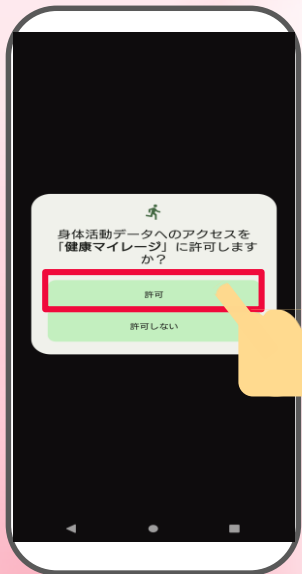 身体活動データへのアクセスを
「健康マイレージ」に許可します
か？
許可
許可しない